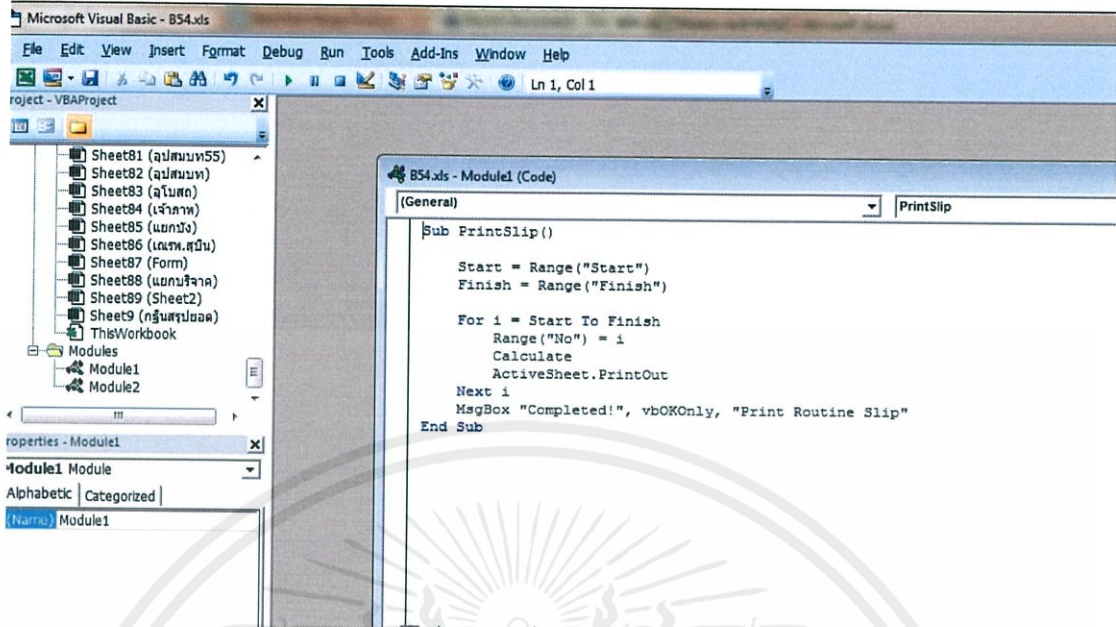 Microsoft Visual Basic - B54.xls
File Edit View Insert Format Debug Run Tools Add-Ins Window Help
Ln 1, Col 1
roject - VBAProject
Sheet81 (อุปสมบท55)
Sheet82 (อุปสมบท)
Sheet83 (อุโบสถ)
Sheet84 (เจ้าภาพ)
Sheet85 (แยกบัง)
Sheet86 (เณรพ.สุบิน)
Sheet87 (Form)
Sheet88 (แยกบริจาค)
Sheet89 (Sheet2)
Sheet9 (กฐินสรุปยอด)
ThisWorkbook
Modules
Module1
Module2
roperties - Module1
Module1 Module
Alphabetic Categorized
(Name) Module1
B54.xls - Module1 (Code)
(General) PrintSlip
Sub PrintSlip()
Start = Range("Start")
Finish = Range("Finish")
For i = Start To Finish
Range("No") = i
Calculate
ActiveSheet.PrintOut
Next i
MsgBox "Completed!", vbOKOnly, "Print Routine Slip"
End Sub